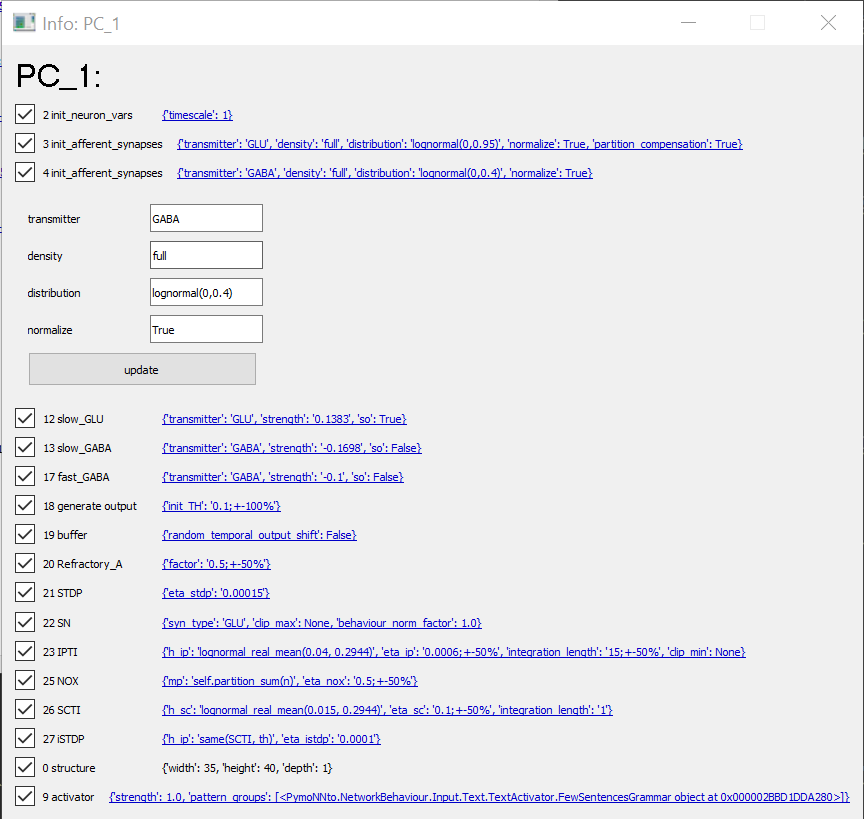 Info: PC_1
PC_1:
2 init_neuron_vars {'timescale': 1}
3 init_afferent_synapses {'transmitter': 'GLU', 'density': 'full', 'distribution': 'lognormal(0,0.95)', 'normalize': True, 'partition_compensation': True}
4 init_afferent_synapses {'transmitter': 'GABA', 'density': 'full', 'distribution': 'lognormal(0,0.4)', 'normalize': True}
transmitter GABA
density full
distribution lognormal(0,0.4)
normalize True
update
12 slow_GLU {'transmitter': 'GLU', 'strength': '0.1383', 'so': True}
13 slow_GABA {'transmitter': 'GABA', 'strength': '-0.1698', 'so': False}
17 fast_GABA {'transmitter': 'GABA', 'strength': '-0.1', 'so': False}
18 generate output {'init_TH': '0.1;+-100%'}
19 buffer {'random_temporal_output_shift': False}
20 Refractory_A {'factor': '0.5;+-50%'}
21 STDP {'eta_stdp': '0.00015'}
22 SN {'syn_type': 'GLU', 'clip_max': None, 'behaviour_norm_factor': 1.0}
23 IPTI {'h_ip': 'lognormal_real_mean(0.04, 0.2944)', 'eta_ip': '0.0006;+-50%', 'integration_length': '15;+-50%', 'clip_min': None}
25 NOX {'mp': 'self.partition_sum(n)', 'eta_nox': '0.5;+-50%'}
26 SCTI {'h_sc': 'lognormal_real_mean(0.015, 0.2944)', 'eta_sc': '0.1;+-50%', 'integration_length': '1'}
27 iSTDP {'h_ip': 'same(SCTI, th)', 'eta_istdp': '0.0001'}
0 structure {'width': 35, 'height': 40, 'depth': 1}
9 activator {'strength': 1.0, 'pattern_groups': [<PymoNNto.NetworkBehaviour.Input.Text.TextActivator.FewSentencesGrammar object at 0x000002BBD1DDA280>]}